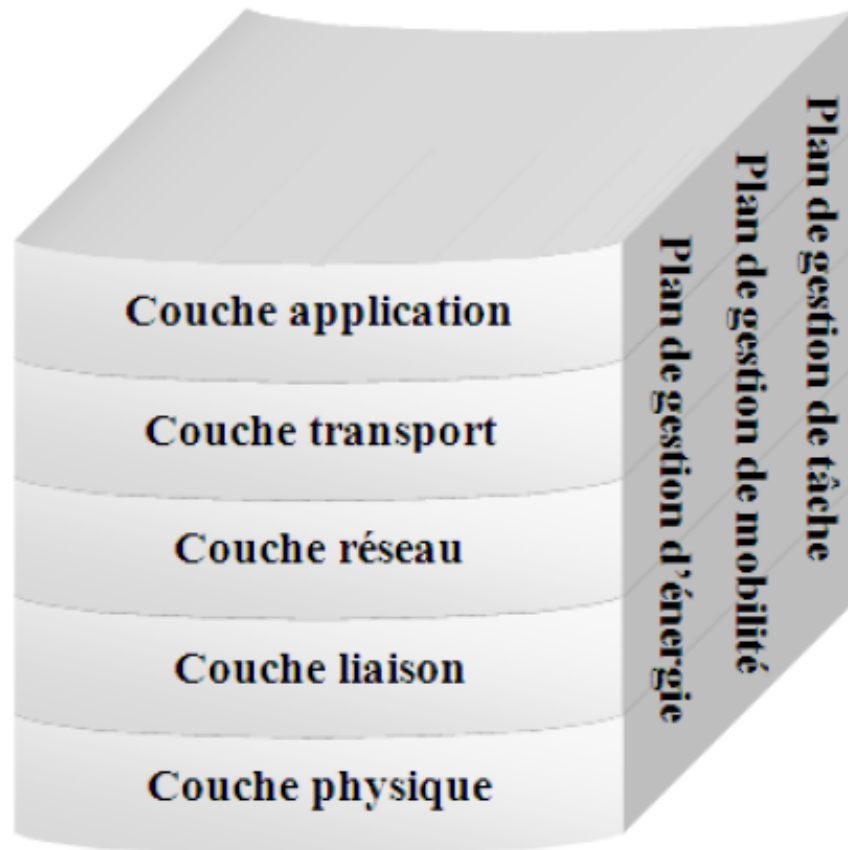 Couche application
Couche transport
Couche réseau
Couche liaison
Couche physique
Plan de gestion d'énergie
Plan de gestion de mobilité
Plan de gestion de tâche